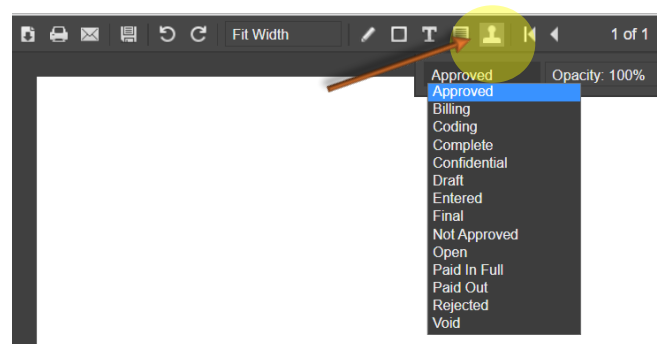 Fit Width
T
1 of 1
Approved
Opacity: 100%
Approved
Billing
Coding
Complete
Confidential
Draft
Entered
Final
Not Approved
Open
Paid In Full
Paid Out
Rejected
Void